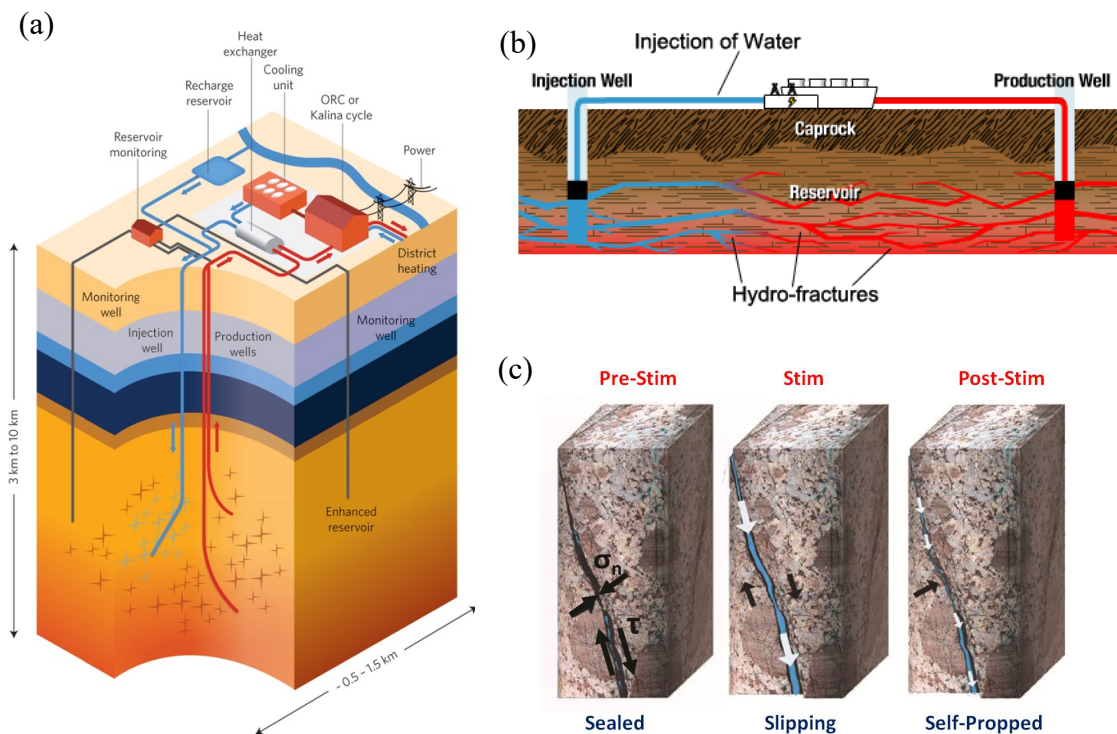 (a)
Heat
exchanger
Cooling
unit
Recharge
reservoir
ORC or
Kalina cycle
Reservoir
monitoring
Power
District
heating
Monitoring
well
Injection
well
Production
wells
Monitoring
well
Enhanced
reservoir
3 km to 10 km
~ 0.5 – 1.5 km
(b)
Injection of Water
Injection Well
Production Well
Caprock
Reservoir
Hydro-fractures
(c)
Pre-Stim
Stim
Post-Stim
σn
τ
Sealed
Slipping
Self-Propped